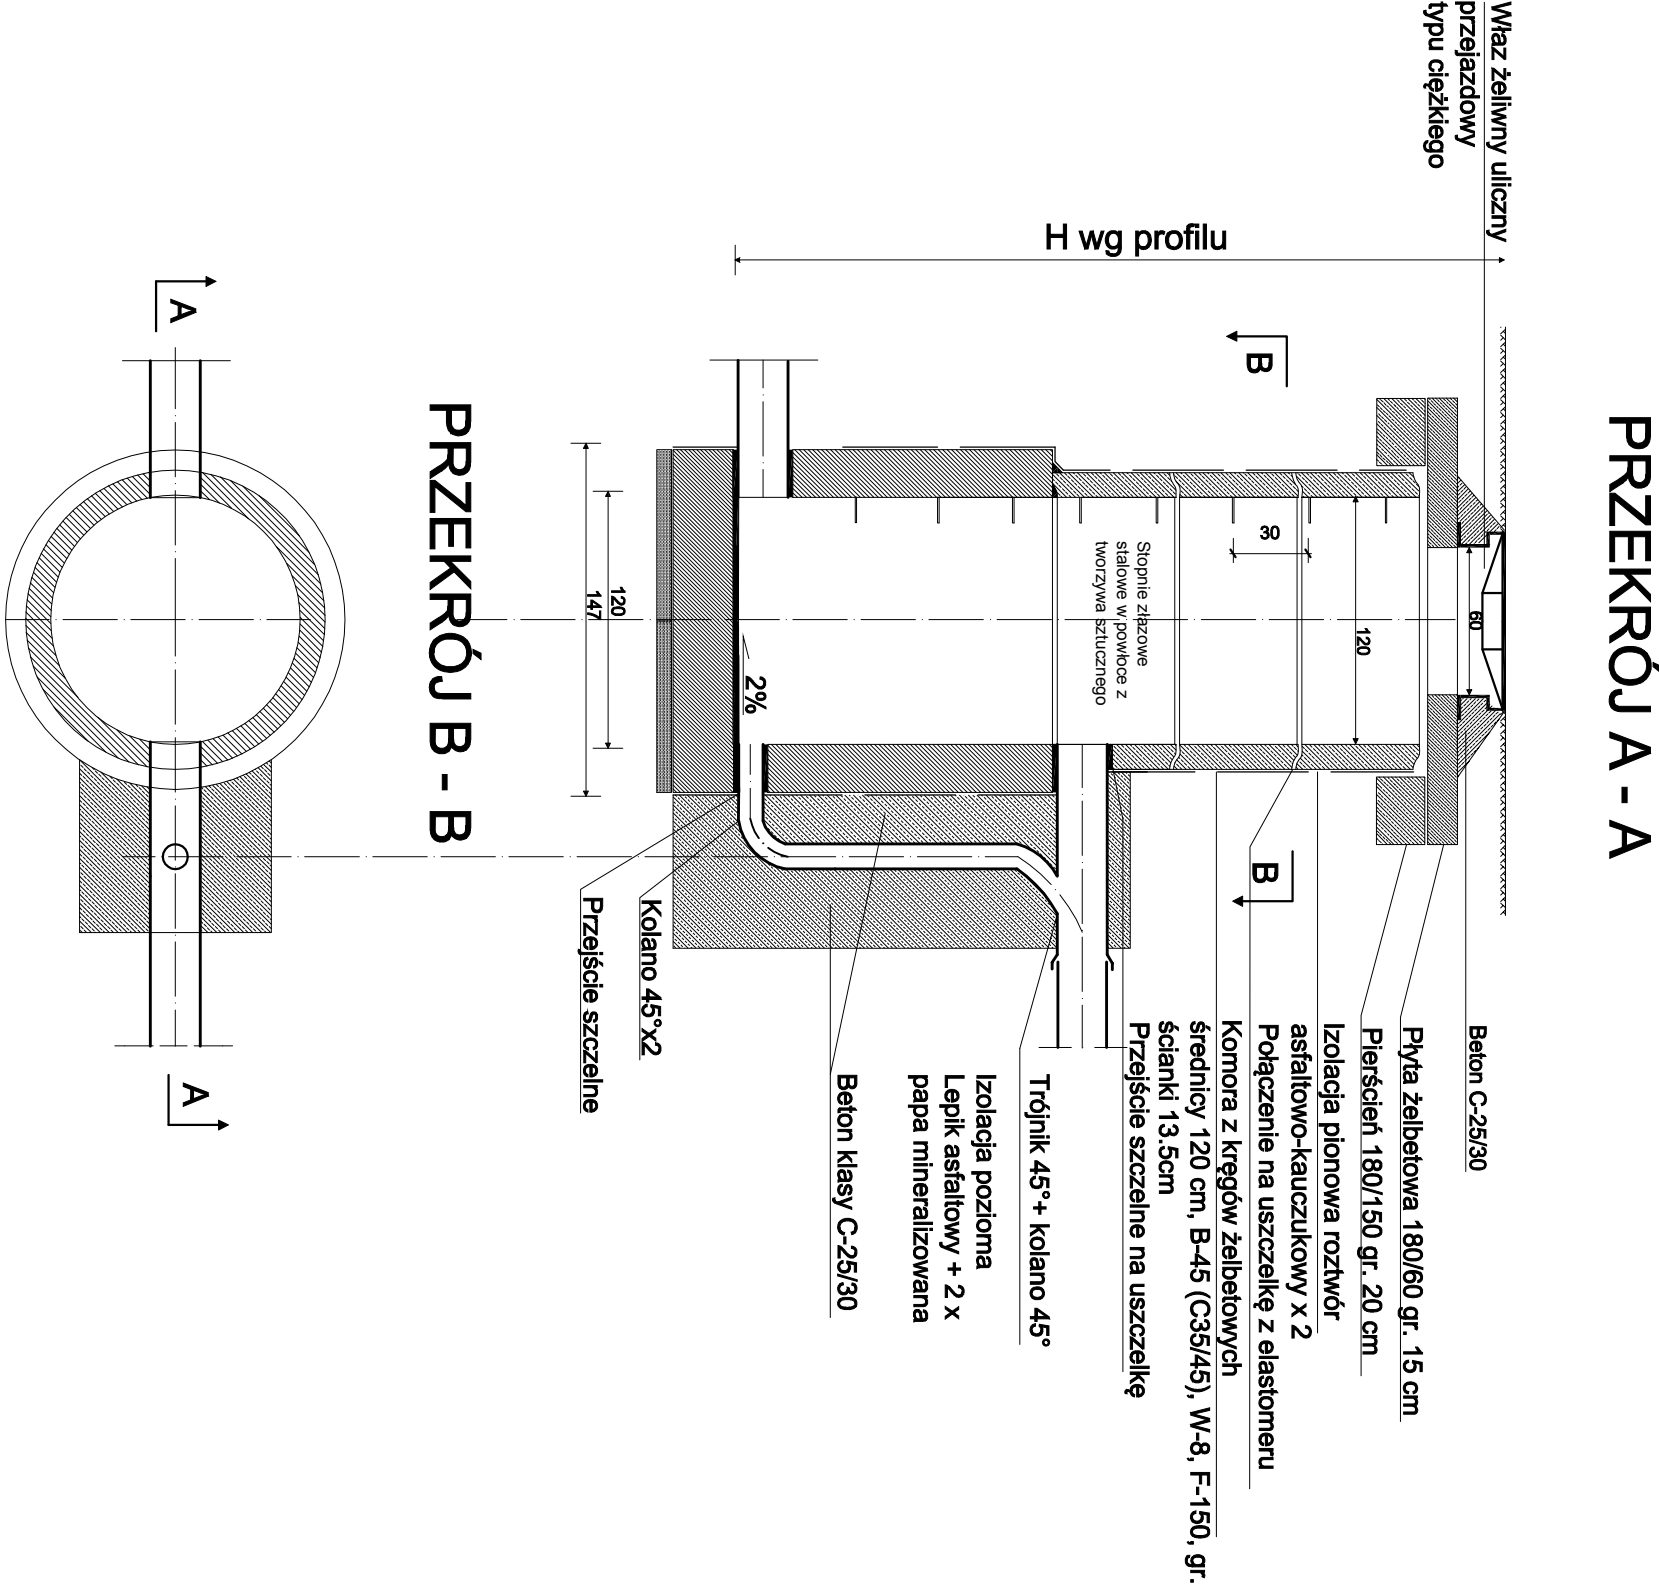 PRZEKRÓJ A - A
Właz żeliwny uliczny
przejazdowy
typu ciężkiego
H wg profilu
B
B
60
120
30
Stopnie złazowe
stalowe w powłoce z
tworzywa sztucznego
2%
120
147
Beton C-25/30
Płyta żelbetowa 180/60 gr. 15 cm
Pierścień 180/150 gr. 20 cm
Izolacja pionowa roztwór
asfaltowo-kauczukowy x 2
Połączenie na uszczelkę z elastomeru
Komora z kręgów żelbetowych
średnicy 120 cm, B-45 (C35/45), W-8, F-150, gr.
ścianki 13.5cm
Przejście szczelne na uszczelkę
Trójnik 45°+ kolano 45°
Izolacja pozioma
Lepik asfaltowy + 2 x
papa mineralizowana
Beton klasy C-25/30
Kolano 45°x2
Przejście szczelne
PRZEKRÓJ B - B
A
A